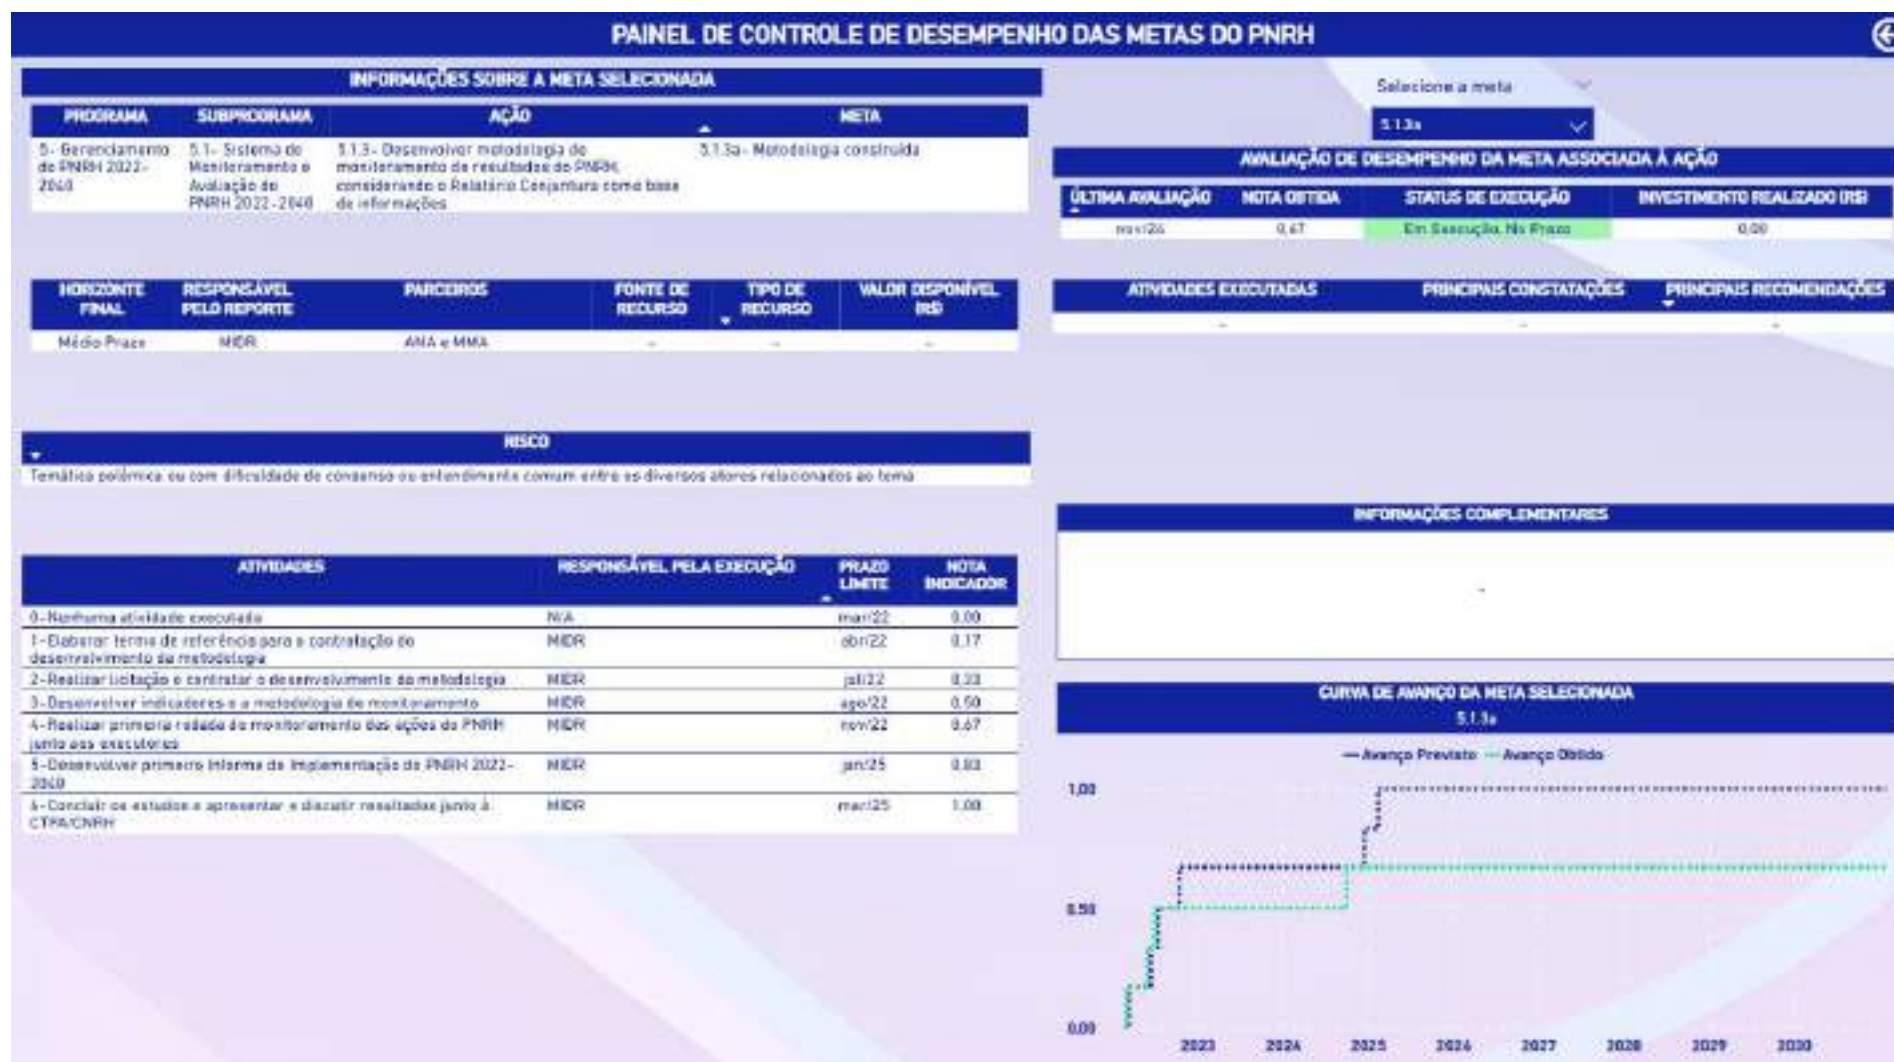 PAINEL DE CONTROLE DE DESEMPENHO DAS METAS DO PNRH
INFORMAÇÕES SOBRE A META SELECIONADA
PROGRAMA SUBPROGRAMA AÇÃO META
5- Gerenciamento do PNRH 2022-2040
5.1- Sistema de Monitoramento e Avaliação do PNRH 2022-2040
5.1.3- Desenvolver metodologia de monitoramento de resultados do PNRH, considerando o Relatório Conjuntura como base de informações
5.1.3a- Metodologia construída
HORIZONTE FINAL RESPONSÁVEL PELO REPORTE PARCEIROS FONTE DE RECURSO TIPO DE RECURSO VALOR DISPONÍVEL (R$)
Médio Prazo MIDR ANA e MMA - - -
RISCO
Temática polêmica ou com dificuldade de consenso ou entendimento comum entre os diversos atores relacionados ao tema
ATIVIDADES RESPONSÁVEL PELA EXECUÇÃO PRAZO LIMITE NOTA INDICADOR
0-Nenhuma atividade executada N/A mar/22 0,00
1-Elaborar termo de referência para a contratação do desenvolvimento da metodologia MIDR abr/22 0,17
2-Realizar licitação e contratar o desenvolvimento da metodologia MIDR jul/22 0,33
3-Desenvolver indicadores e a metodologia de monitoramento MIDR ago/22 0,50
4-Realizar primeira rodada de monitoramento das ações do PNRH junto aos executores MIDR nov/22 0,67
5-Desenvolver primeiro Informe de Implementação do PNRH 2022-2040 MIDR jan/25 0,83
6-Concluir os estudos e apresentar e discutir resultados junto à CTPA/CNRH MIDR mar/25 1,00
Selecione a meta
5.1.3a
AVALIAÇÃO DE DESEMPENHO DA META ASSOCIADA À AÇÃO
ÚLTIMA AVALIAÇÃO NOTA OBTIDA STATUS DE EXECUÇÃO INVESTIMENTO REALIZADO (R$)
nov/24 0,67 Em Execução, No Prazo 0,00
ATIVIDADES EXECUTADAS PRINCIPAIS CONSTATAÇÕES PRINCIPAIS RECOMENDAÇÕES
- - -
INFORMAÇÕES COMPLEMENTARES
-
CURVA DE AVANÇO DA META SELECIONADA
5.1.3a
Avanço Previsto Avanço Obtido
1,00
0,50
0,00
2023 2024 2025 2026 2027 2028 2029 2030